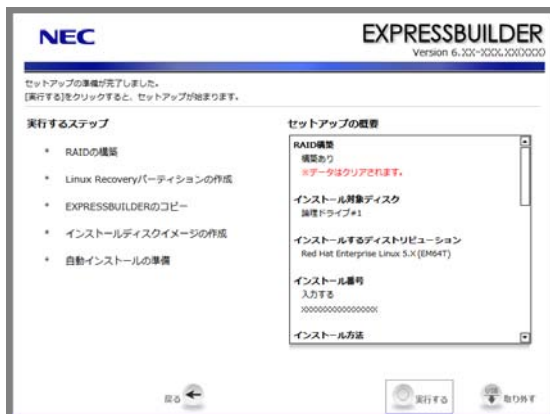 NEC
EXPRESSBUILDER
Version 6.XX-XXX.XX(XXX)
セットアップの準備が完了しました。
[実行する]をクリックすると、セットアップが始まります。
実行するステップ
* RAIDの構築
* Linux Recoveryパーティションの作成
* EXPRESSBUILDERのコピー
* インストールディスクイメージの作成
* 自動インストールの準備
セットアップの概要
RAID構築
構築あり
※データはクリアされます。
インストール対象ディスク
論理ドライブ#1
インストールするディストリビューション
Red Hat Enterprise Linux 5.X (EM64T)
インストール番号
入力する
XXXXXXXXXXXXXXXX
インストール方法
戻る
実行する
USB
取り外す